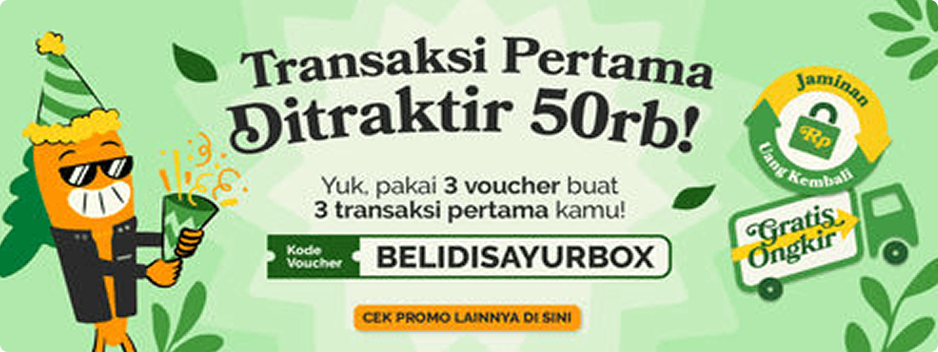 Transaksi Pertama
Ditraktir 50rb!
Yuk, pakai 3 voucher buat
3 transaksi pertama kamu!
Kode
Voucher
BELIDISAYURBOX
CEK PROMO LAINNYA DI SINI
Jaminan
Rp
Uang Kembali
Gratis
Ongkir